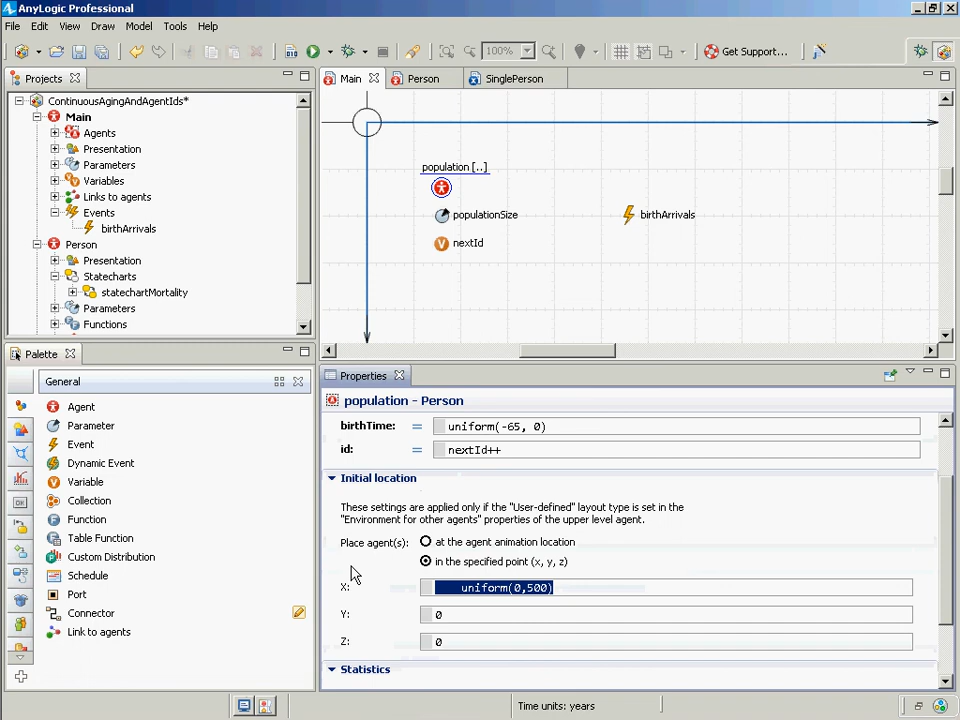 AnyLogic Professional
File Edit View Draw Model Tools Help
100% Get Support...
Projects
ContinuousAgingAndAgentIds*
Main
Agents
Presentation
Parameters
Variables
Links to agents
Events
birthArrivals
Person
Presentation
Statecharts
statechartMortality
Parameters
Functions
Main Person SinglePerson
population [..]
populationSize
birthArrivals
V nextId
Palette
General
Agent
Parameter
Event
Dynamic Event
Variable
Collection
Function
Table Function
Custom Distribution
Schedule
Port
Connector
Link to agents
Properties
population - Person
birthTime: = uniform(-65, 0)
id: = nextId++
Initial location
These settings are applied only if the "User-defined" layout type is set in the
"Environment for other agents" properties of the upper level agent.
Place agent(s): at the agent animation location
in the specified point (x, y, z)
X: uniform(0,500)
Y: 0
Z: 0
Statistics
Time units: years